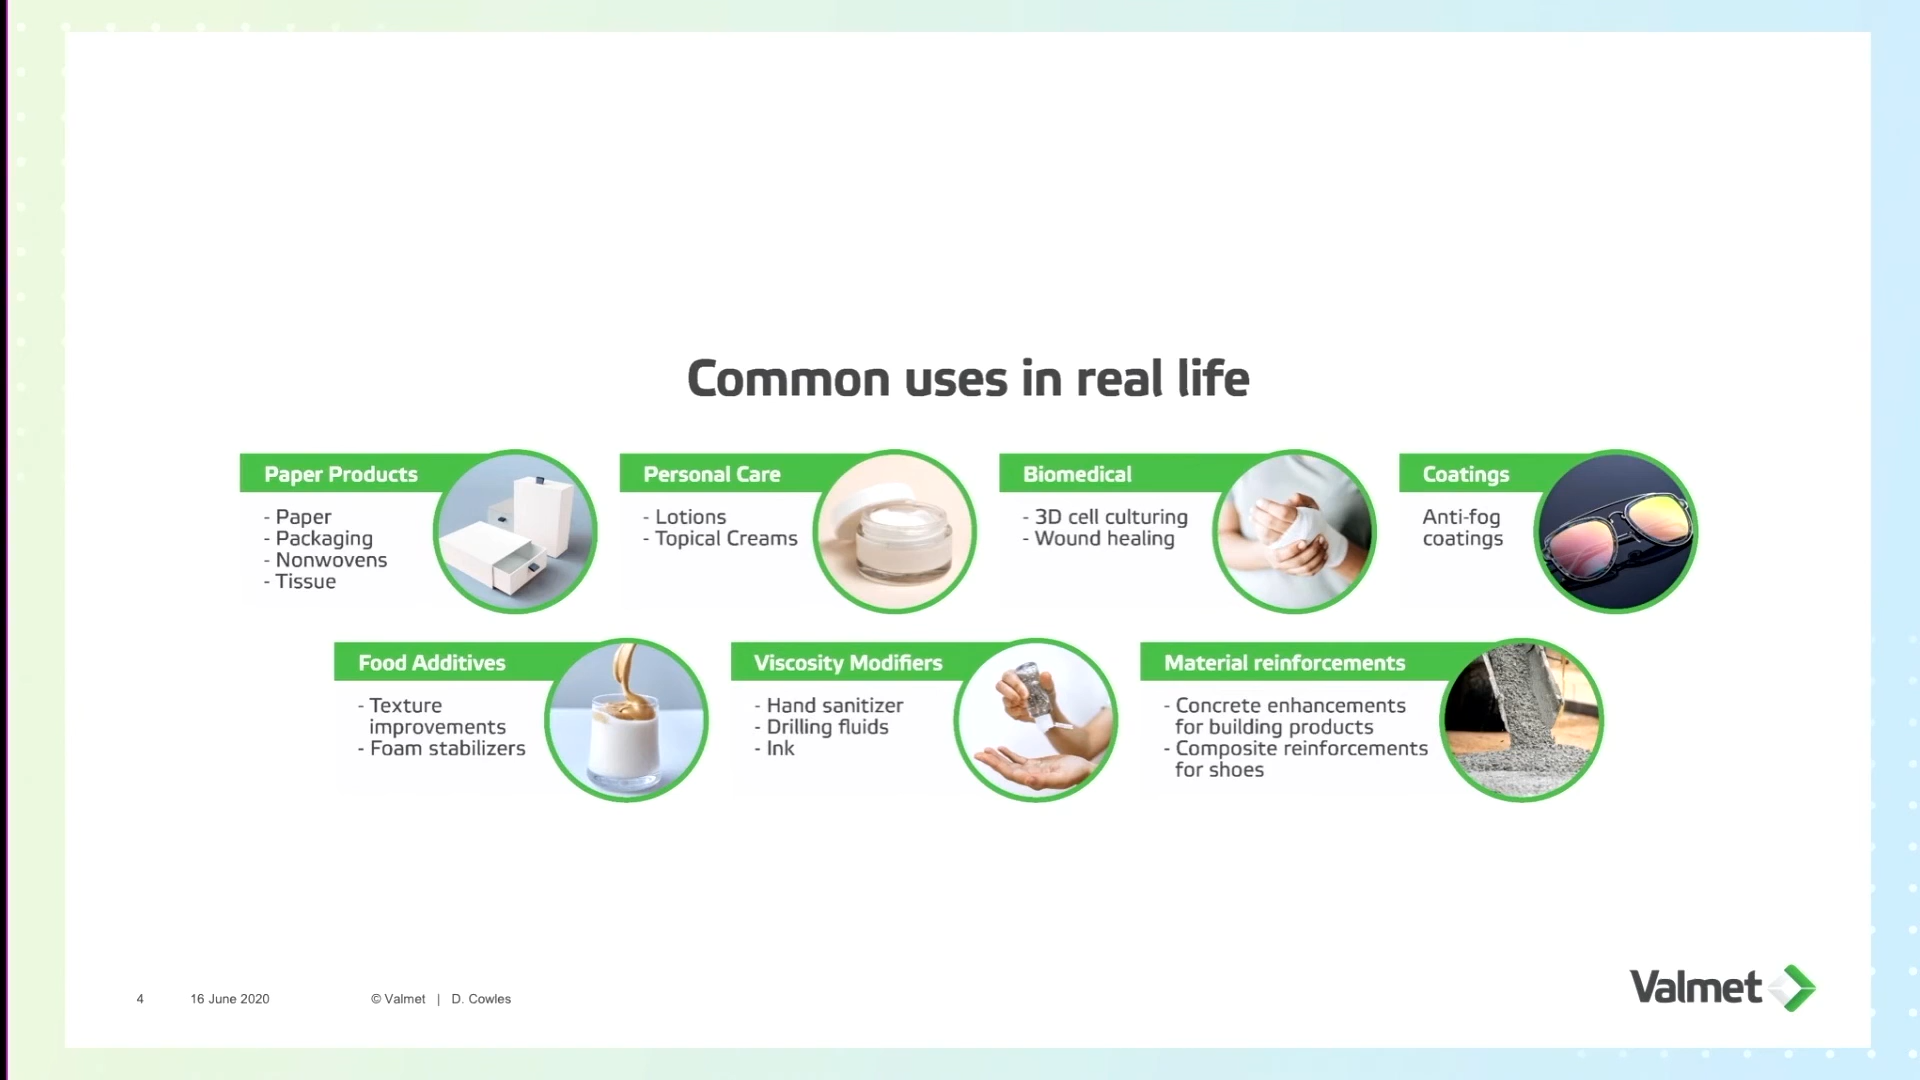 Common uses in real life
Paper Products
- Paper
- Packaging
- Nonwovens
- Tissue
Personal Care
- Lotions
- Topical Creams
Biomedical
- 3D cell culturing
- Wound healing
Coatings
Anti-fog
coatings
Food Additives
- Texture
improvements
- Foam stabilizers
Viscosity Modifiers
- Hand sanitizer
- Drilling fluids
- Ink
Material reinforcements
- Concrete enhancements
for building products
- Composite reinforcements
for shoes
4 16 June 2020 © Valmet | D. Cowles
Valmet